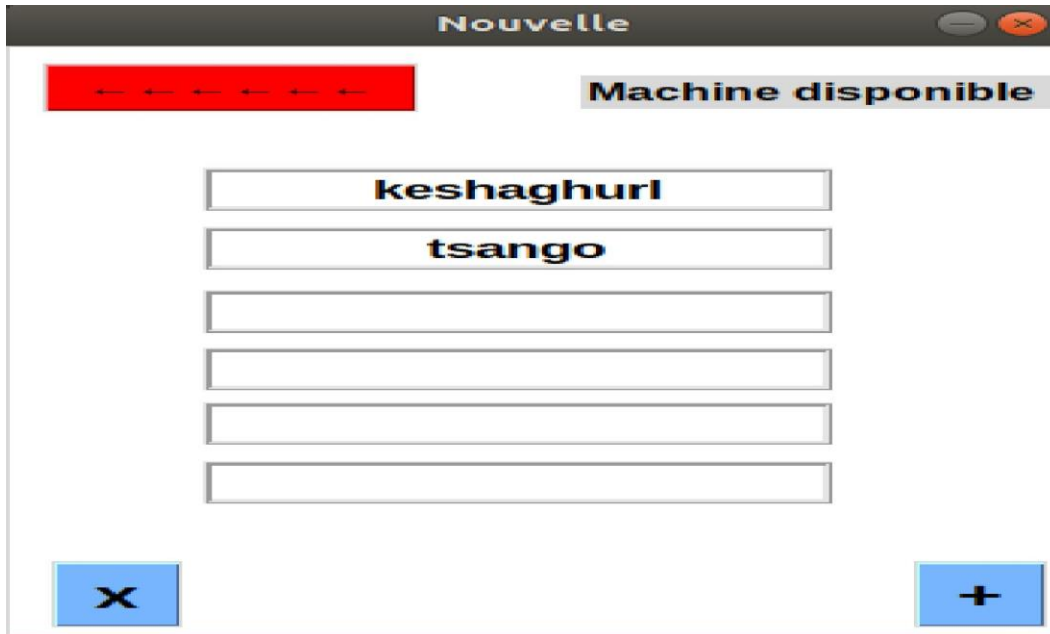 Nouvelle
← ← ← ← ← ←
Machine disponible
keshaghurl
tsango
x
+